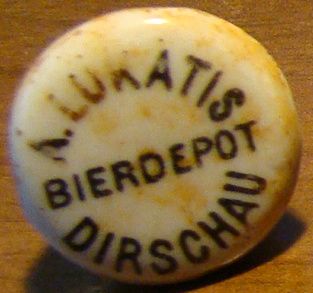 A. LUKATIS
BIERDEPOT
DIRSCHAU